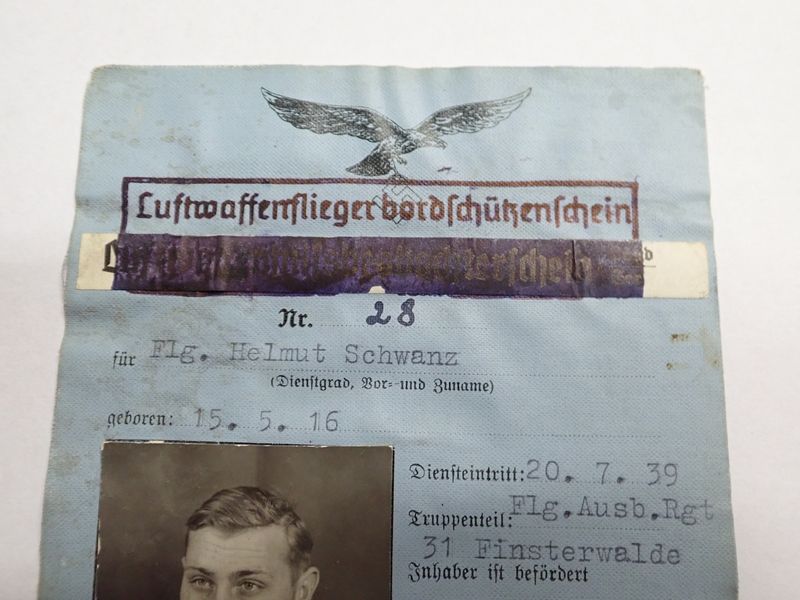 Luftwaffenfliegerbordschützenschein
Nr. 28
für Flg. Helmut Schwanz
(Dienstgrad, Vor- und Zuname)
geboren: 15. 5. 16
Diensteintritt: 20. 7. 39
Truppenteil: Flg. Ausb. Rgt
31 Finsterwalde
Inhaber ist befördert